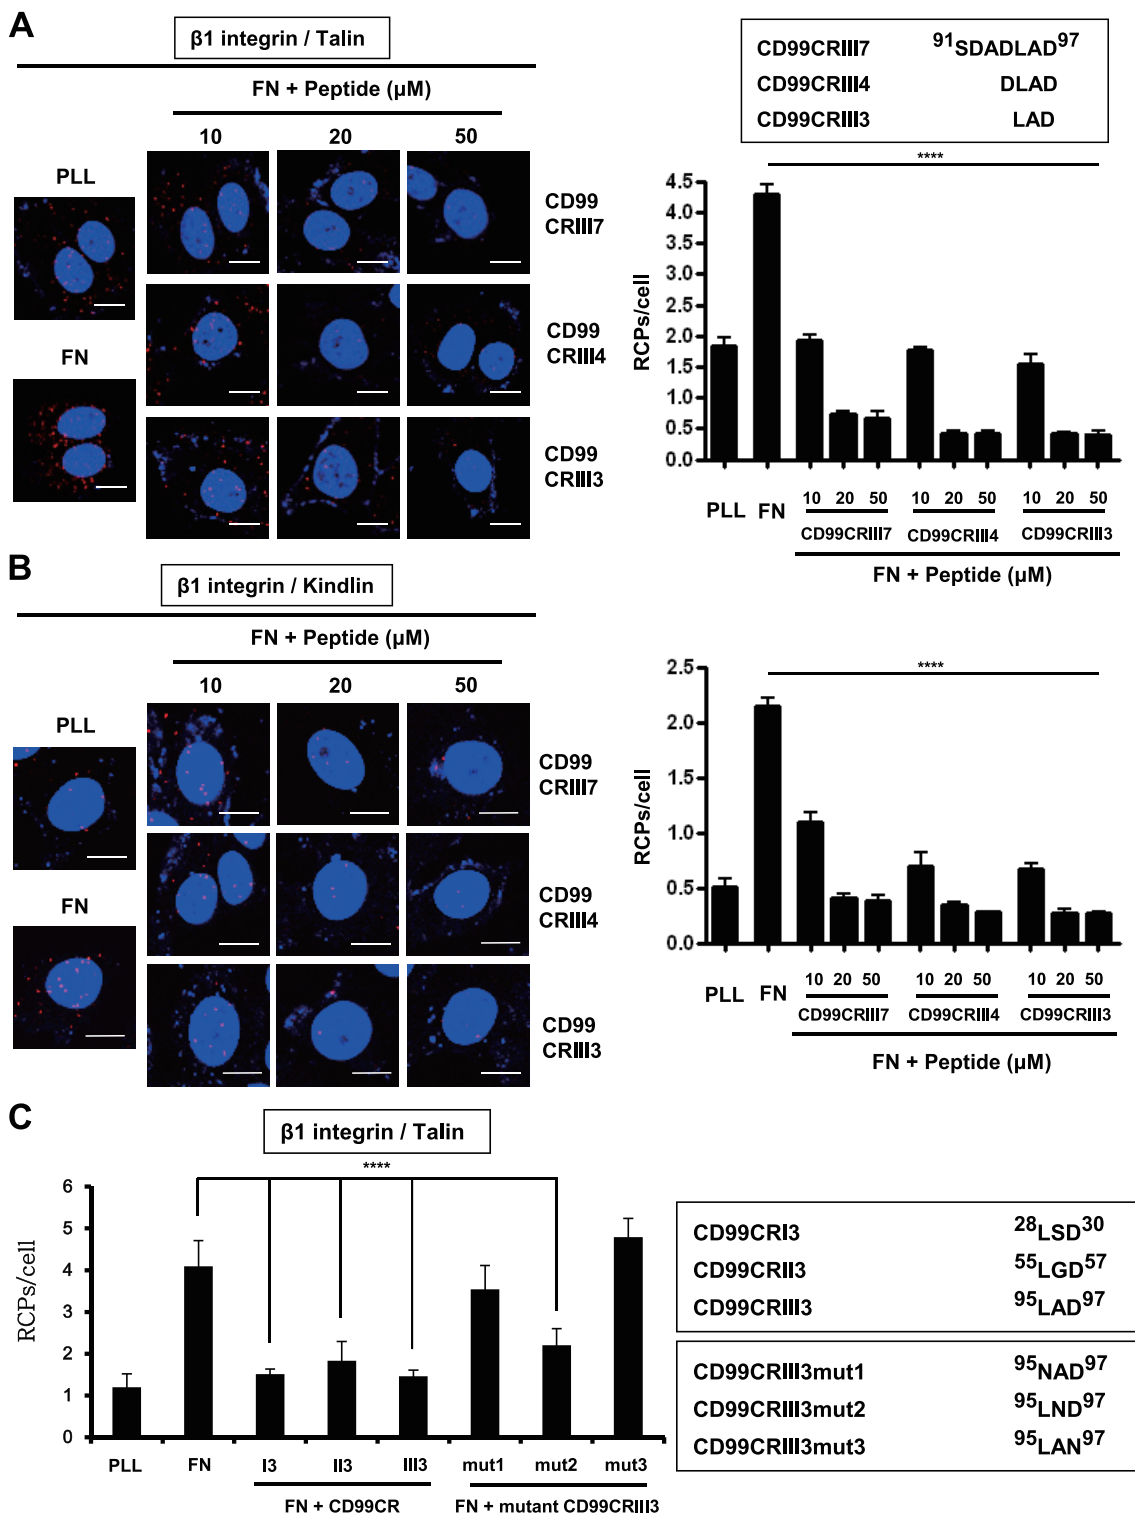 A
β1 integrin / Talin
FN + Peptide (µM)
10 20 50
PLL
FN
CD99
CRIII7
CD99
CRIII4
CD99
CRIII3
CD99CRIII7 91SDADLAD97
CD99CRIII4 DLAD
CD99CRIII3 LAD
****
RCPs/cell
4.5
4.0
3.5
3.0
2.5
2.0
1.5
1.0
0.5
0.0
PLL FN 10 20 50 10 20 50 10 20 50
CD99CRIII7 CD99CRIII4 CD99CRIII3
FN + Peptide (µM)
B
β1 integrin / Kindlin
FN + Peptide (µM)
10 20 50
PLL
FN
CD99
CRIII7
CD99
CRIII4
CD99
CRIII3
****
RCPs/cell
2.5
2.0
1.5
1.0
0.5
0.0
PLL FN 10 20 50 10 20 50 10 20 50
CD99CRIII7 CD99CRIII4 CD99CRIII3
FN + Peptide (µM)
C
β1 integrin / Talin
****
RCPs/cell
6
5
4
3
2
1
0
PLL FN I3 II3 III3 mut1 mut2 mut3
FN + CD99CR FN + mutant CD99CRIII3
CD99CRI3 28LSD30
CD99CRII3 55LGD57
CD99CRIII3 95LAD97
CD99CRIII3mut1 95NAD97
CD99CRIII3mut2 95LND97
CD99CRIII3mut3 95LAN97